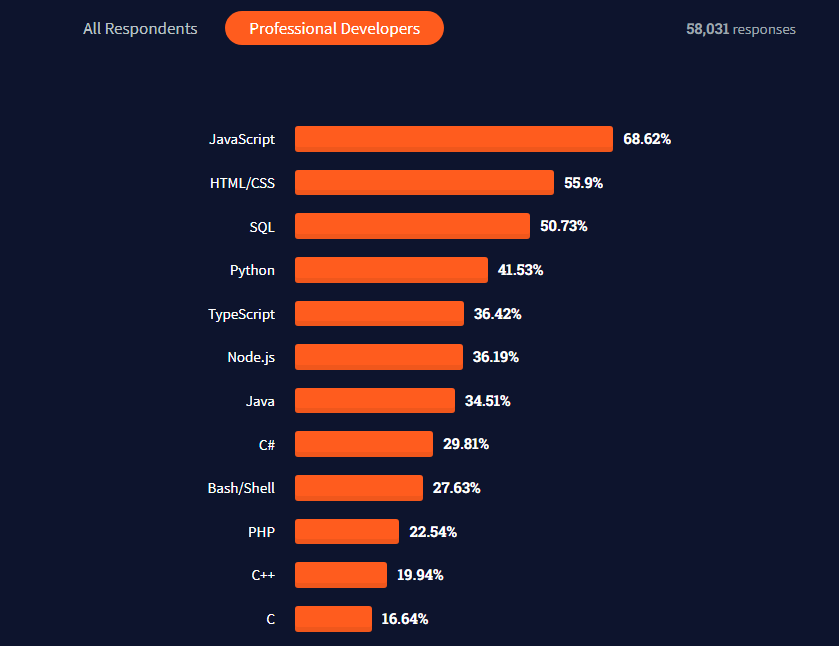 All Respondents Professional Developers 58,031 responses
JavaScript 68.62%
HTML/CSS 55.9%
SQL 50.73%
Python 41.53%
TypeScript 36.42%
Node.js 36.19%
Java 34.51%
C# 29.81%
Bash/Shell 27.63%
PHP 22.54%
C++ 19.94%
C 16.64%